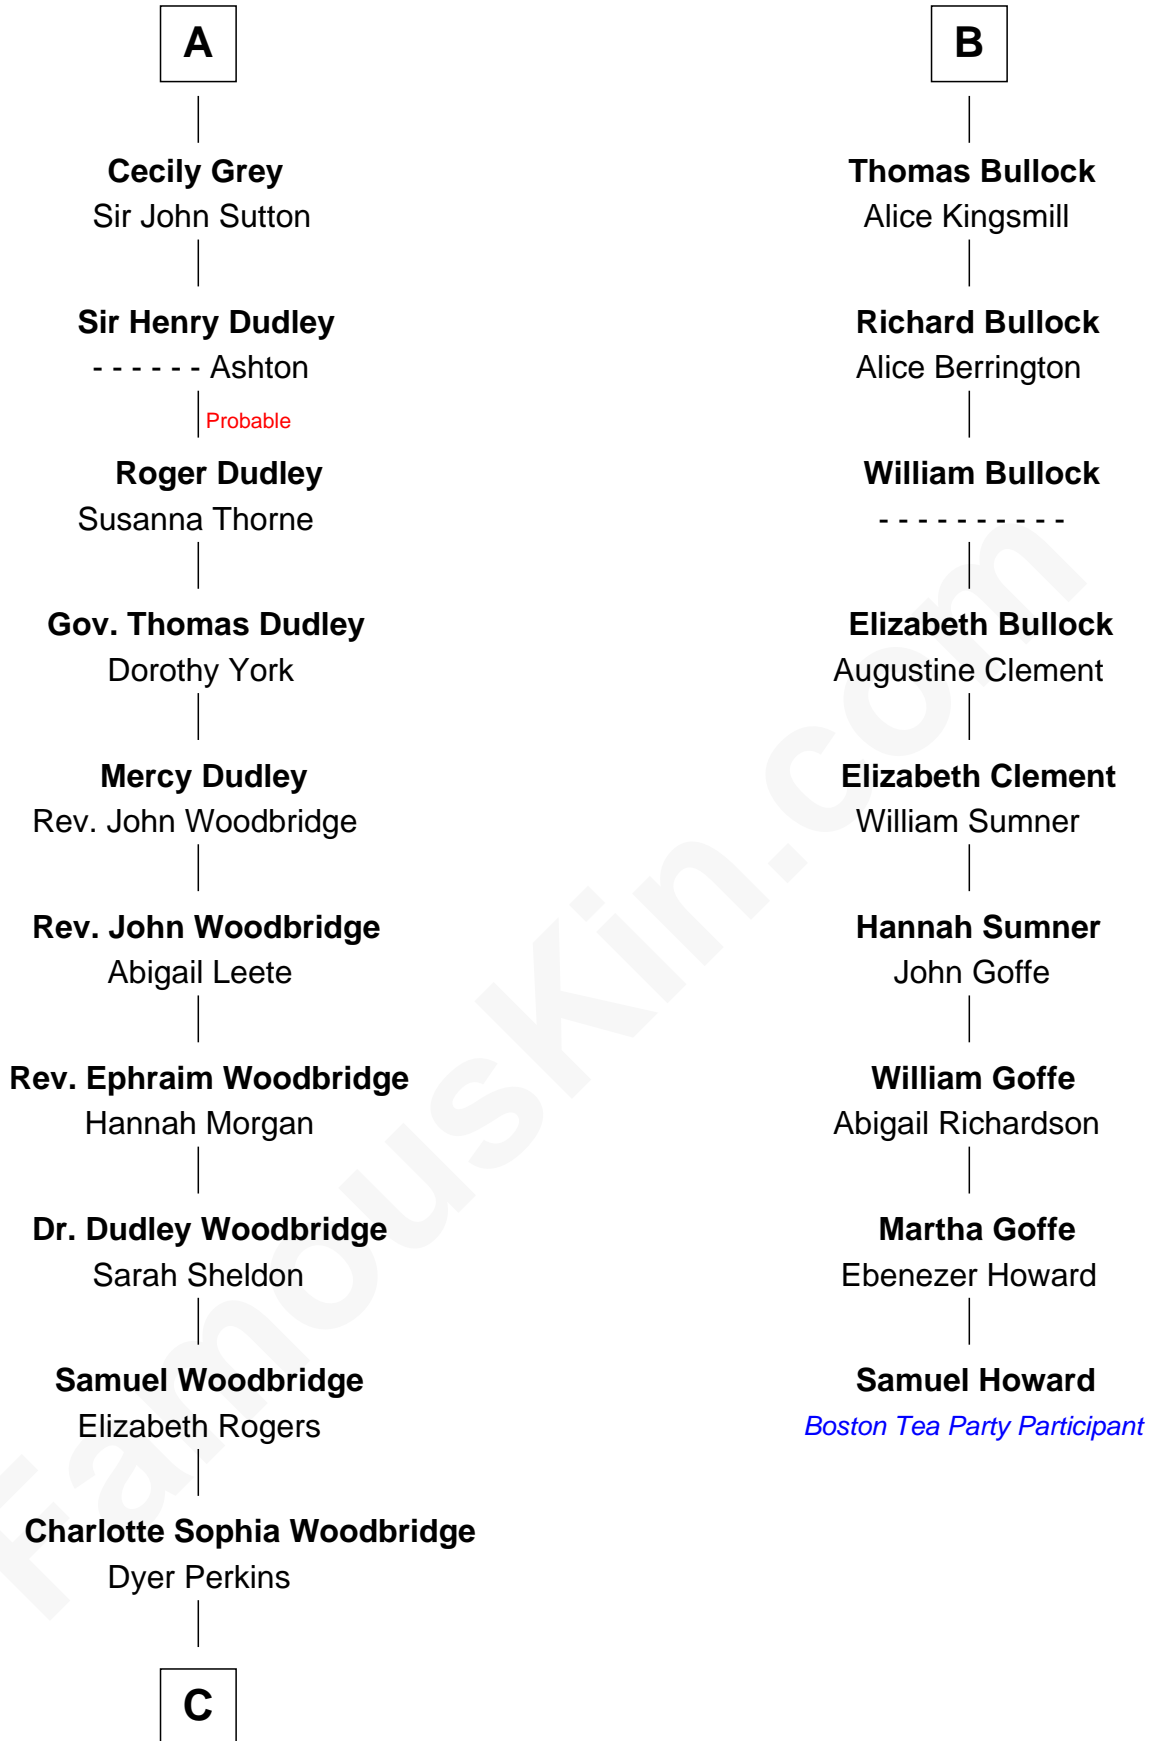 A
Cecily Grey
Sir John Sutton
Sir Henry Dudley
- - - - - - Ashton
Probable
Roger Dudley
Susanna Thorne
Gov. Thomas Dudley
Dorothy York
Mercy Dudley
Rev. John Woodbridge
Rev. John Woodbridge
Abigail Leete
Rev. Ephraim Woodbridge
Hannah Morgan
Dr. Dudley Woodbridge
Sarah Sheldon
Samuel Woodbridge
Elizabeth Rogers
Charlotte Sophia Woodbridge
Dyer Perkins
C
B
Thomas Bullock
Alice Kingsmill
Richard Bullock
Alice Berrington
William Bullock
- - - - - - - - - -
Elizabeth Bullock
Augustine Clement
Elizabeth Clement
William Sumner
Hannah Sumner
John Goffe
William Goffe
Abigail Richardson
Martha Goffe
Ebenezer Howard
Samuel Howard
Boston Tea Party Participant
FamousKin.com